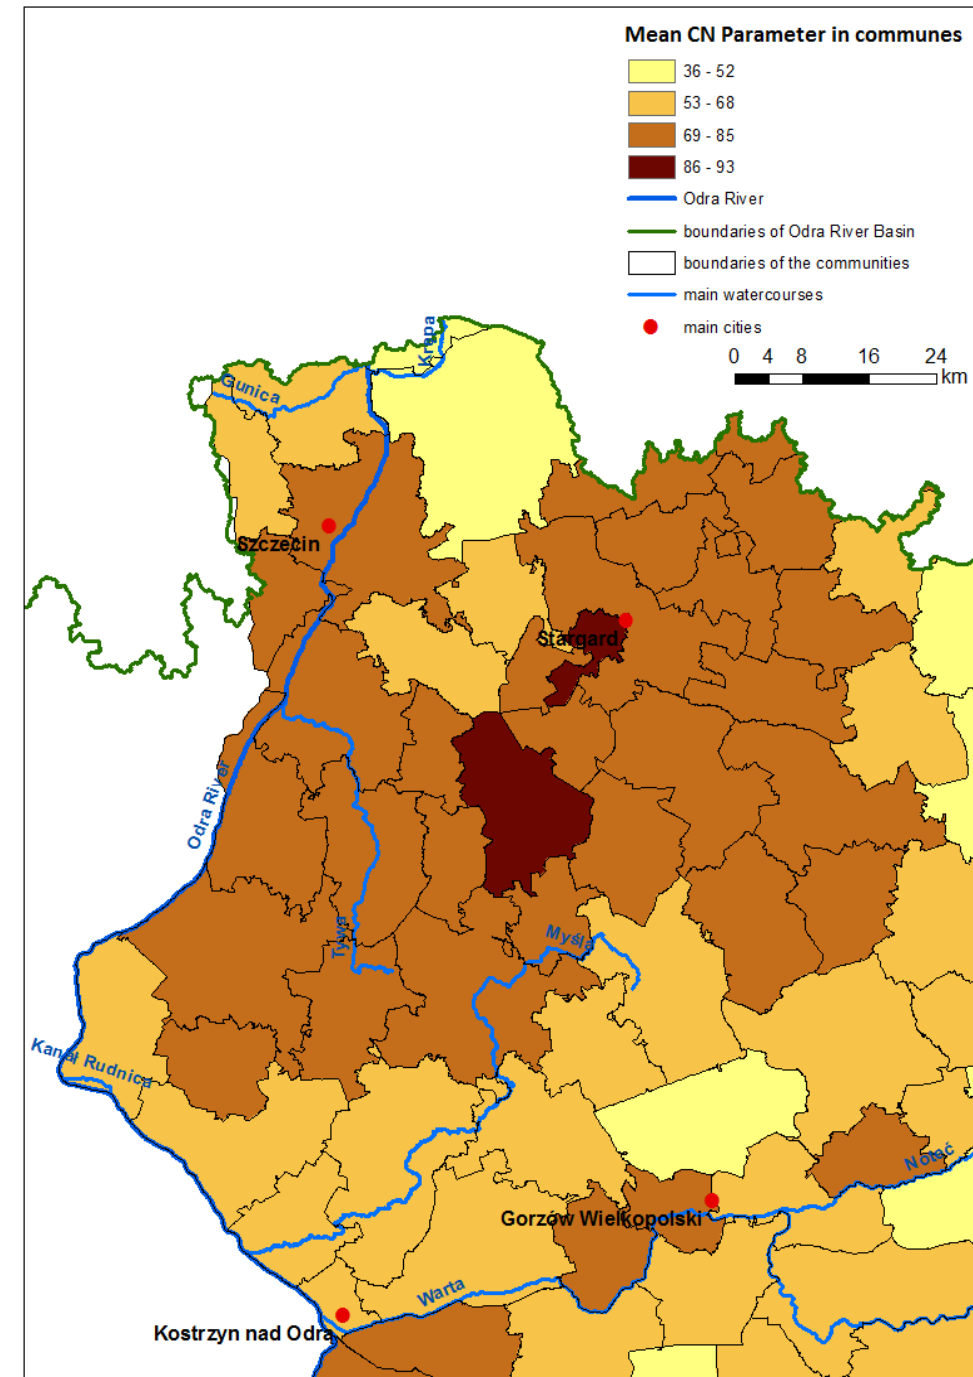 Mean CN Parameter in communes
36 - 52
53 - 68
69 - 85
86 - 93
Odra River
boundaries of Odra River Basin
boundaries of the communities
main watercourses
main cities
0 4 8 16 24
km
Krąpa
Gunica
Szczecin
Stargard
Odra River
Tywa
Myśla
Kanał Rudnica
Noteć
Gorzów Wielkopolski
Warta
Kostrzyn nad Odrą